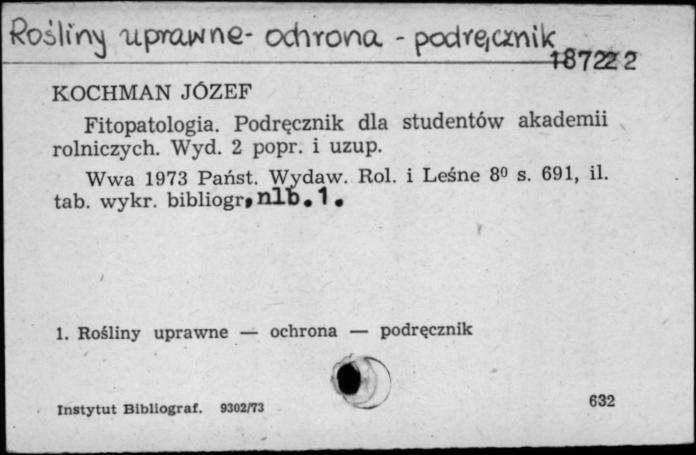 Rośliny uprawne - ochrona - podręcznik
KOCHMAN JÓZEF
Fitopatologia. Podręcznik dla studentów akademii
rolniczych. Wyd. 2 popr. i uzup.
Wwa 1973 Państ. Wydaw. Rol. i Leśne 8⁰ s. 691, il.
tab. wykr. bibliogr, nlb.1.
1. Rośliny uprawne — ochrona — podręcznik
Instytut Bibliograf. 9302/73
632